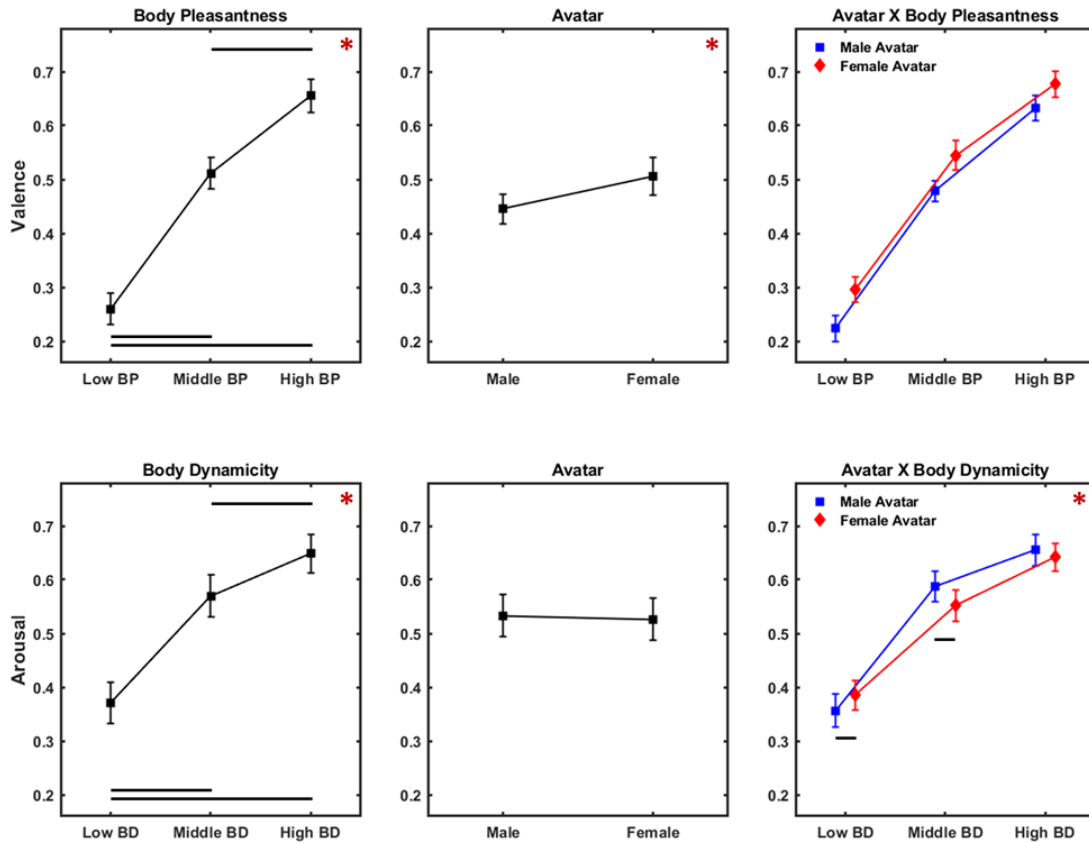 Body Pleasantness
Avatar
Avatar X Body Pleasantness
Valence
0.7
0.6
0.5
0.4
0.3
0.2
*
Low BP
Middle BP
High BP
0.7
0.6
0.5
0.4
0.3
0.2
*
Male
Female
0.7
0.6
0.5
0.4
0.3
0.2
Male Avatar
Female Avatar
Low BP
Middle BP
High BP
Body Dynamicity
Avatar
Avatar X Body Dynamicity
Arousal
0.7
0.6
0.5
0.4
0.3
0.2
*
Low BD
Middle BD
High BD
0.7
0.6
0.5
0.4
0.3
0.2
Male
Female
0.7
0.6
0.5
0.4
0.3
0.2
Male Avatar
Female Avatar
*
Low BD
Middle BD
High BD